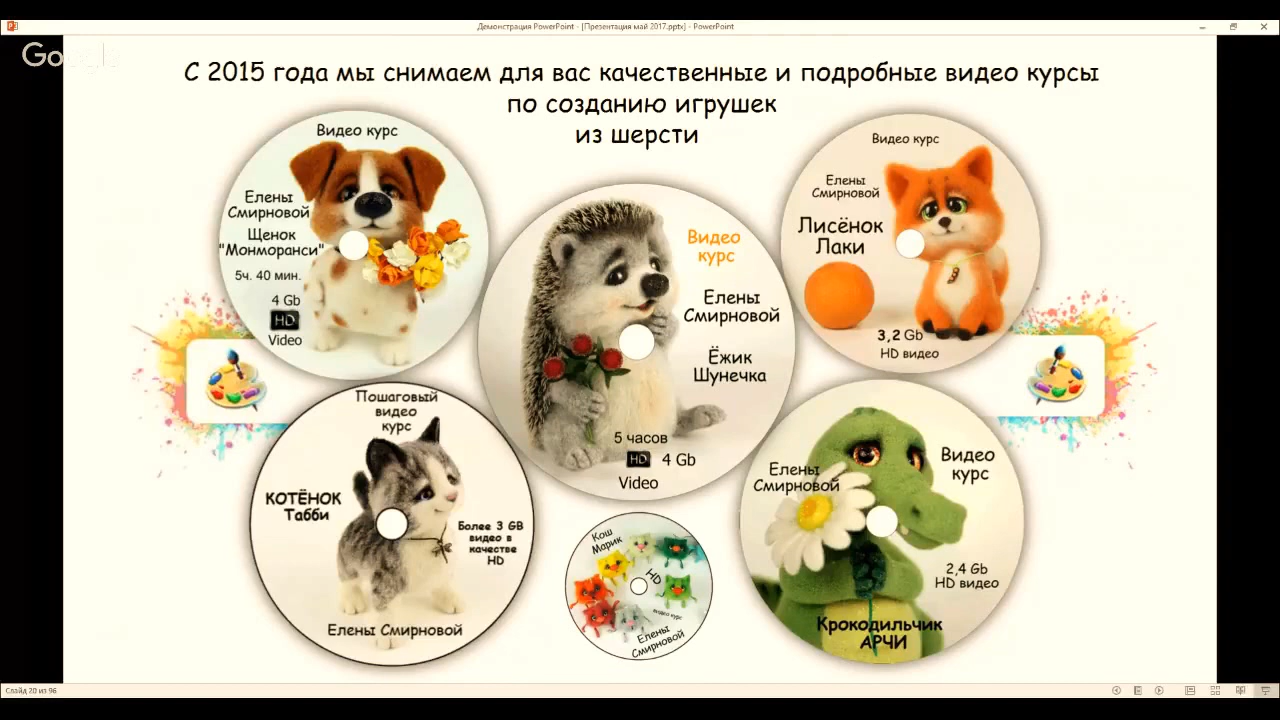 Демонстрация PowerPoint - [Презентация май 2017.pptx] - PowerPoint
Google
С 2015 года мы снимаем для вас качественные и подробные видео курсы
по созданию игрушек
из шерсти
Видео курс
Елены
Смирновой
Щенок
"Монморанси"
5ч. 40 мин.
4 Gb
HD
Video
Видео
курс
Елены
Смирновой
Ёжик
Шунечка
5 часов
HD 4 Gb
Video
Видео курс
Елены
Смирновой
Лисёнок
Лаки
3,2 Gb
HD видео
Пошаговый
видео
курс
КОТЁНОК
Табби
Более 3 GB
видео в
качестве
HD
Елены Смирновой
Кош
Марик
HD
видео курс
Елены
Смирновой
Елены
Смирновой
Видео
курс
2,4 Gb
HD видео
Крокодильчик
АРЧИ
Слайд 20 из 96